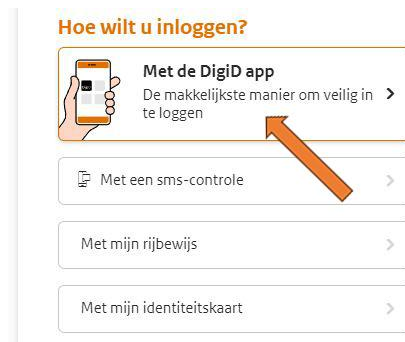 Hoe wilt u inloggen?
Met de DigiD app
De makkelijkste manier om veilig in
te loggen
Met een sms-controle
Met mijn rijbewijs
Met mijn identiteitskaart